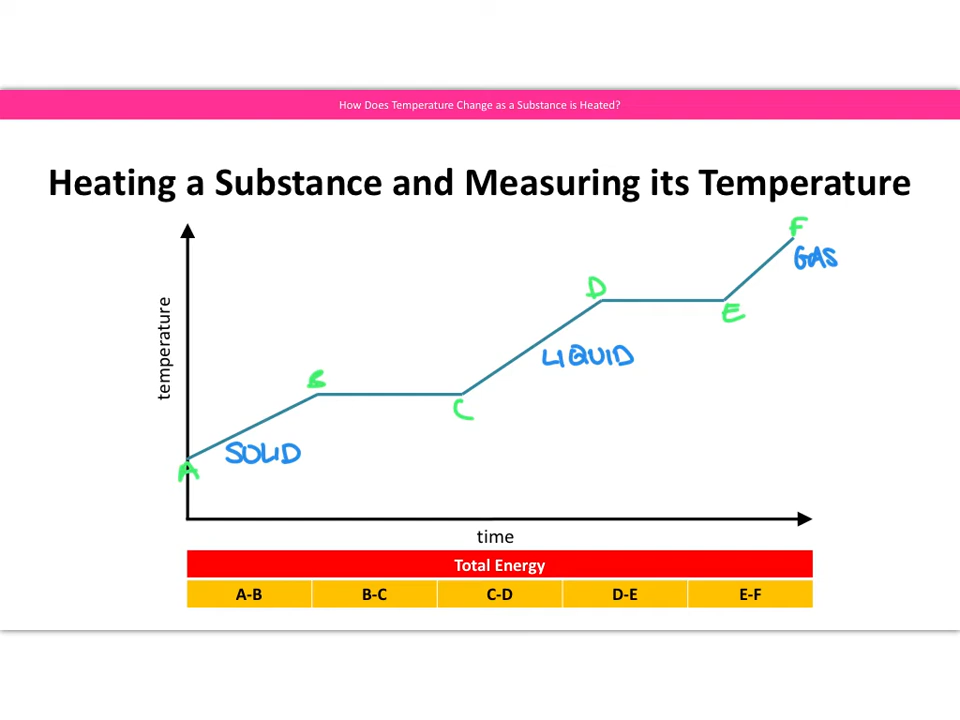 How Does Temperature Change as a Substance is Heated?
Heating a Substance and Measuring its Temperature
F
GAS
D
E
temperature
LIQUID
B
C
SOLID
A
time
Total Energy
A-B B-C C-D D-E E-F